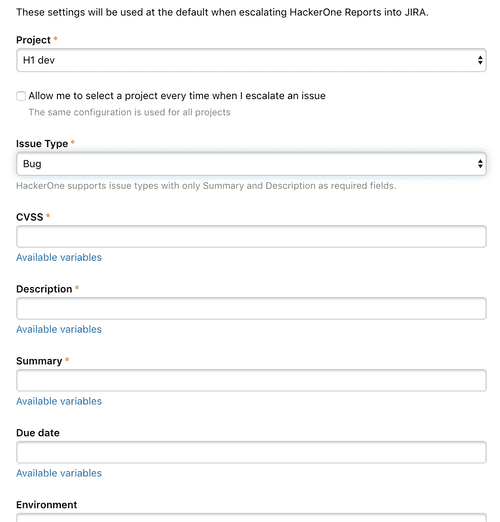 These settings will be used at the default when escalating HackerOne Reports into JIRA.
Project *
H1 dev
Allow me to select a project every time when I escalate an issue
The same configuration is used for all projects
Issue Type *
Bug
HackerOne supports issue types with only Summary and Description as required fields.
CVSS *
Available variables
Description *
Available variables
Summary *
Available variables
Due date
Available variables
Environment